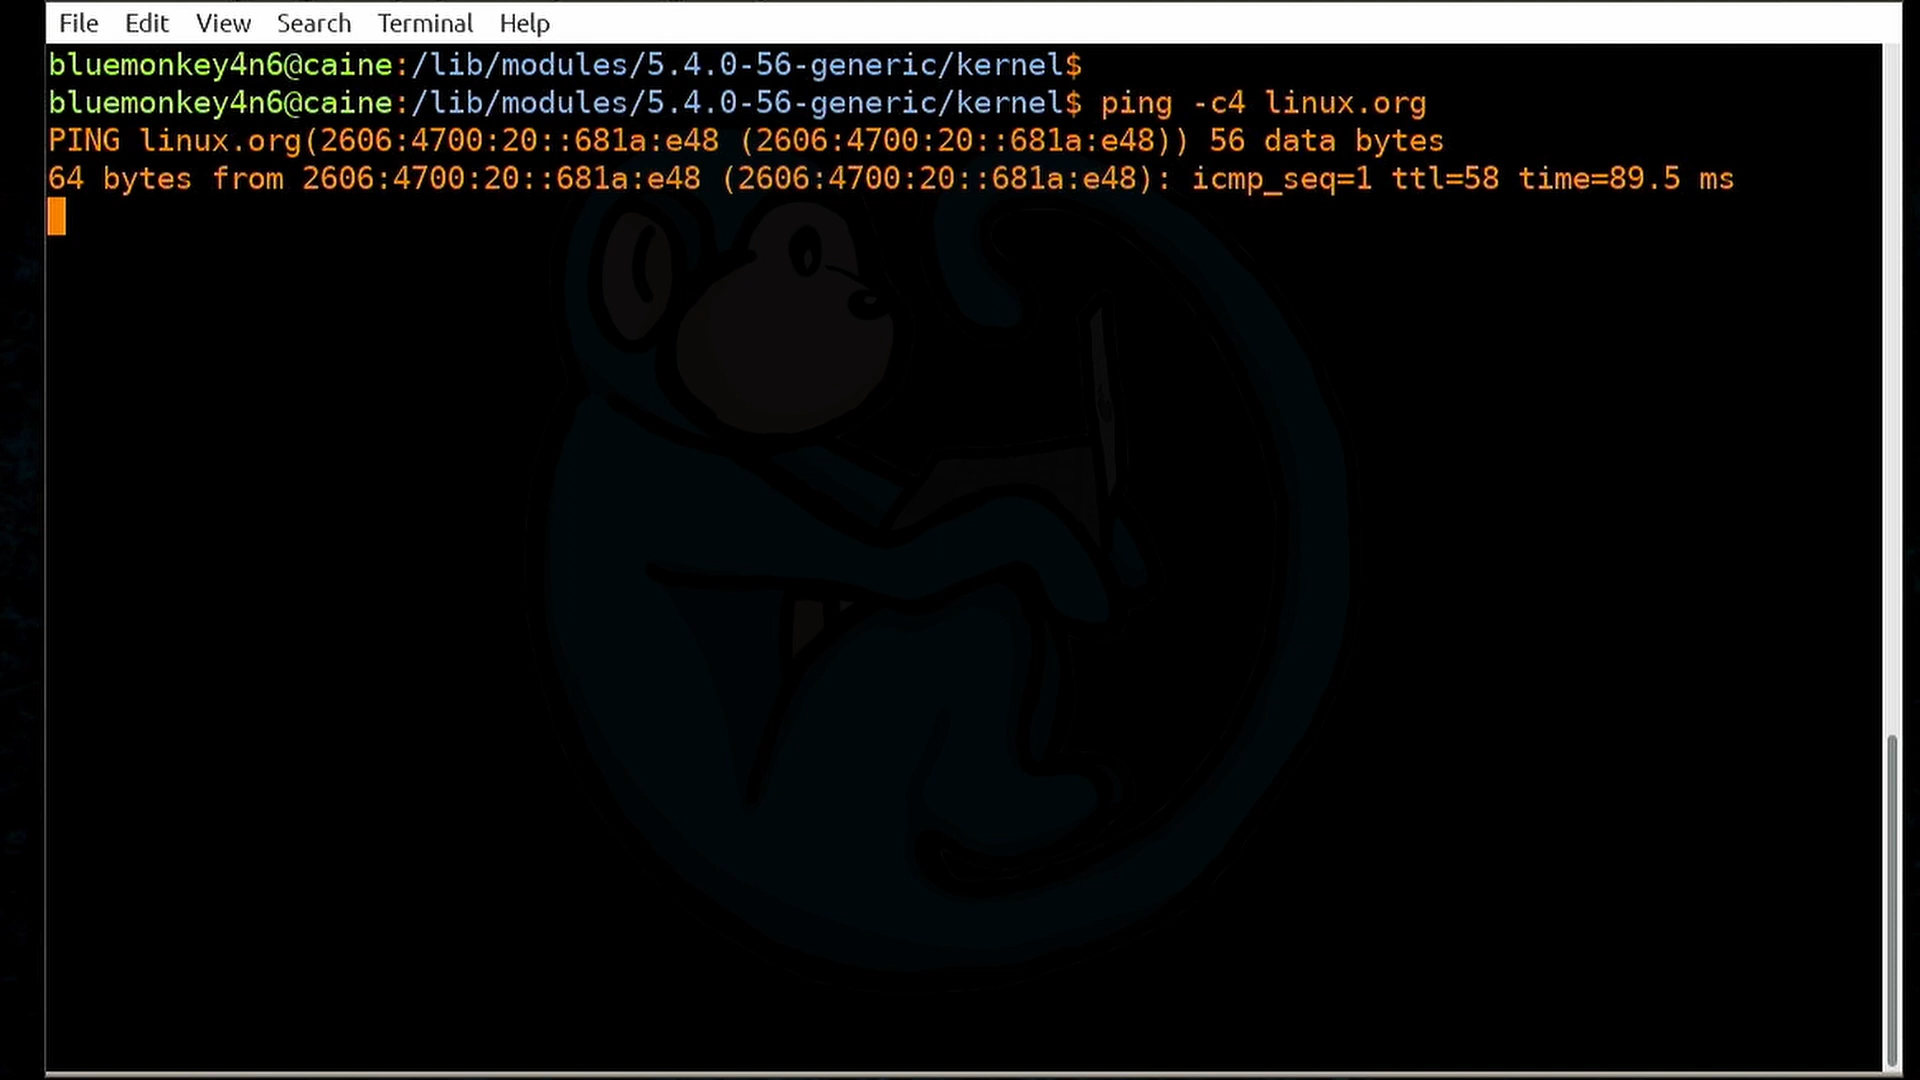 File Edit View Search Terminal Help
bluemonkey4n6@caine:/lib/modules/5.4.0-56-generic/kernel$
bluemonkey4n6@caine:/lib/modules/5.4.0-56-generic/kernel$ ping -c4 linux.org
PING linux.org(2606:4700:20::681a:e48 (2606:4700:20::681a:e48)) 56 data bytes
64 bytes from 2606:4700:20::681a:e48 (2606:4700:20::681a:e48): icmp_seq=1 ttl=58 time=89.5 ms